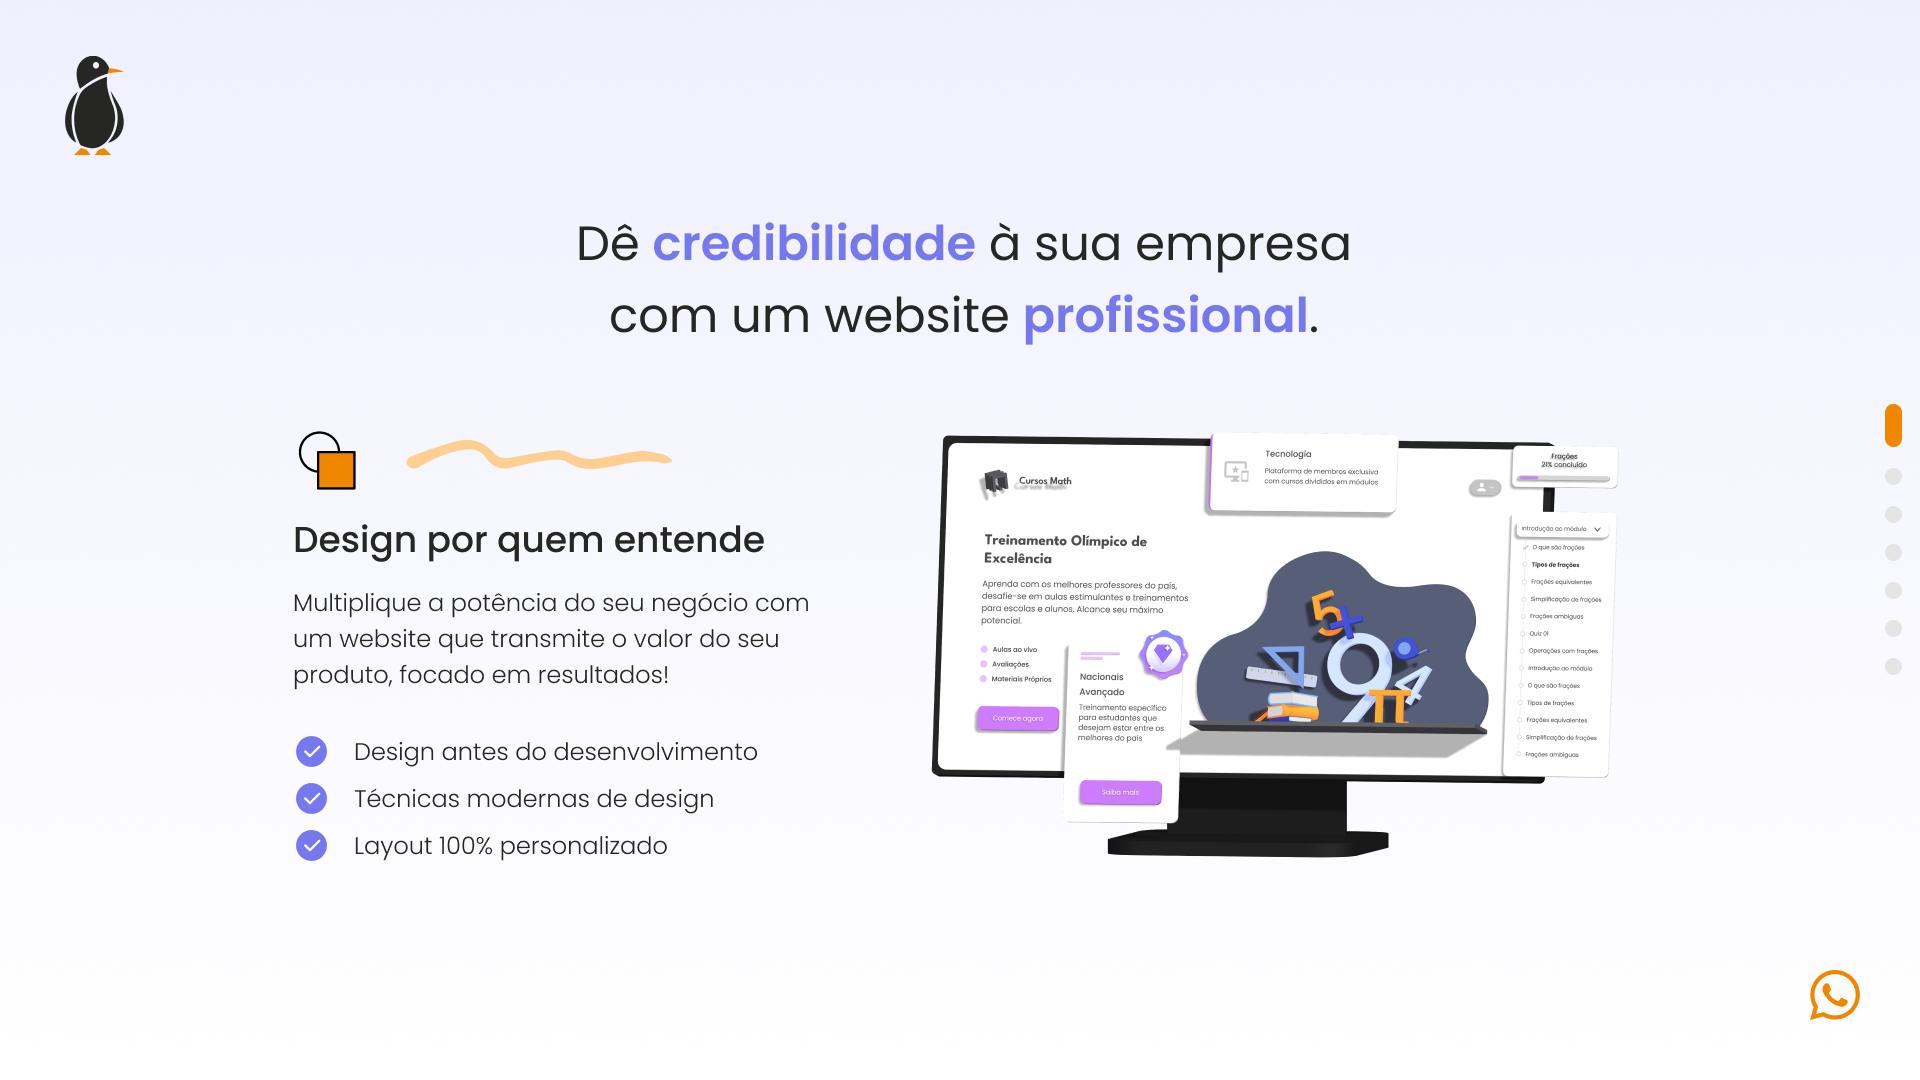 Dê credibilidade à sua empresa
com um website profissional.
Design por quem entende
Multiplique a potência do seu negócio com
um website que transmite o valor do seu
produto, focado em resultados!
Design antes do desenvolvimento
Técnicas modernas de design
Layout 100% personalizado
Cursos Math
Tecnologia
Plataforma de membros exclusiva
com cursos divididos em módulos
Frações
21% concluído
Treinamento Olímpico de
Excelência
Aprenda com os melhores professores do país,
desafie-se em aulas estimulantes e treinamentos
para escolas e alunos. Alcance seu máximo
potencial.
Aulas ao vivo
Avaliações
Materiais Próprios
Comece agora
Nacionais
Avançado
Treinamento específico
para estudantes que
desejam estar entre os
melhores do país
Saiba mais
5
+
9
4
π
Introdução ao módulo
O que são frações
Tipos de frações
Frações equivalentes
Simplificação de frações
Frações ambíguas
Quiz 01
Operações com frações
Introdução ao módulo
O que são frações
Tipos de frações
Frações equivalentes
Simplificação de frações
Frações ambíguas